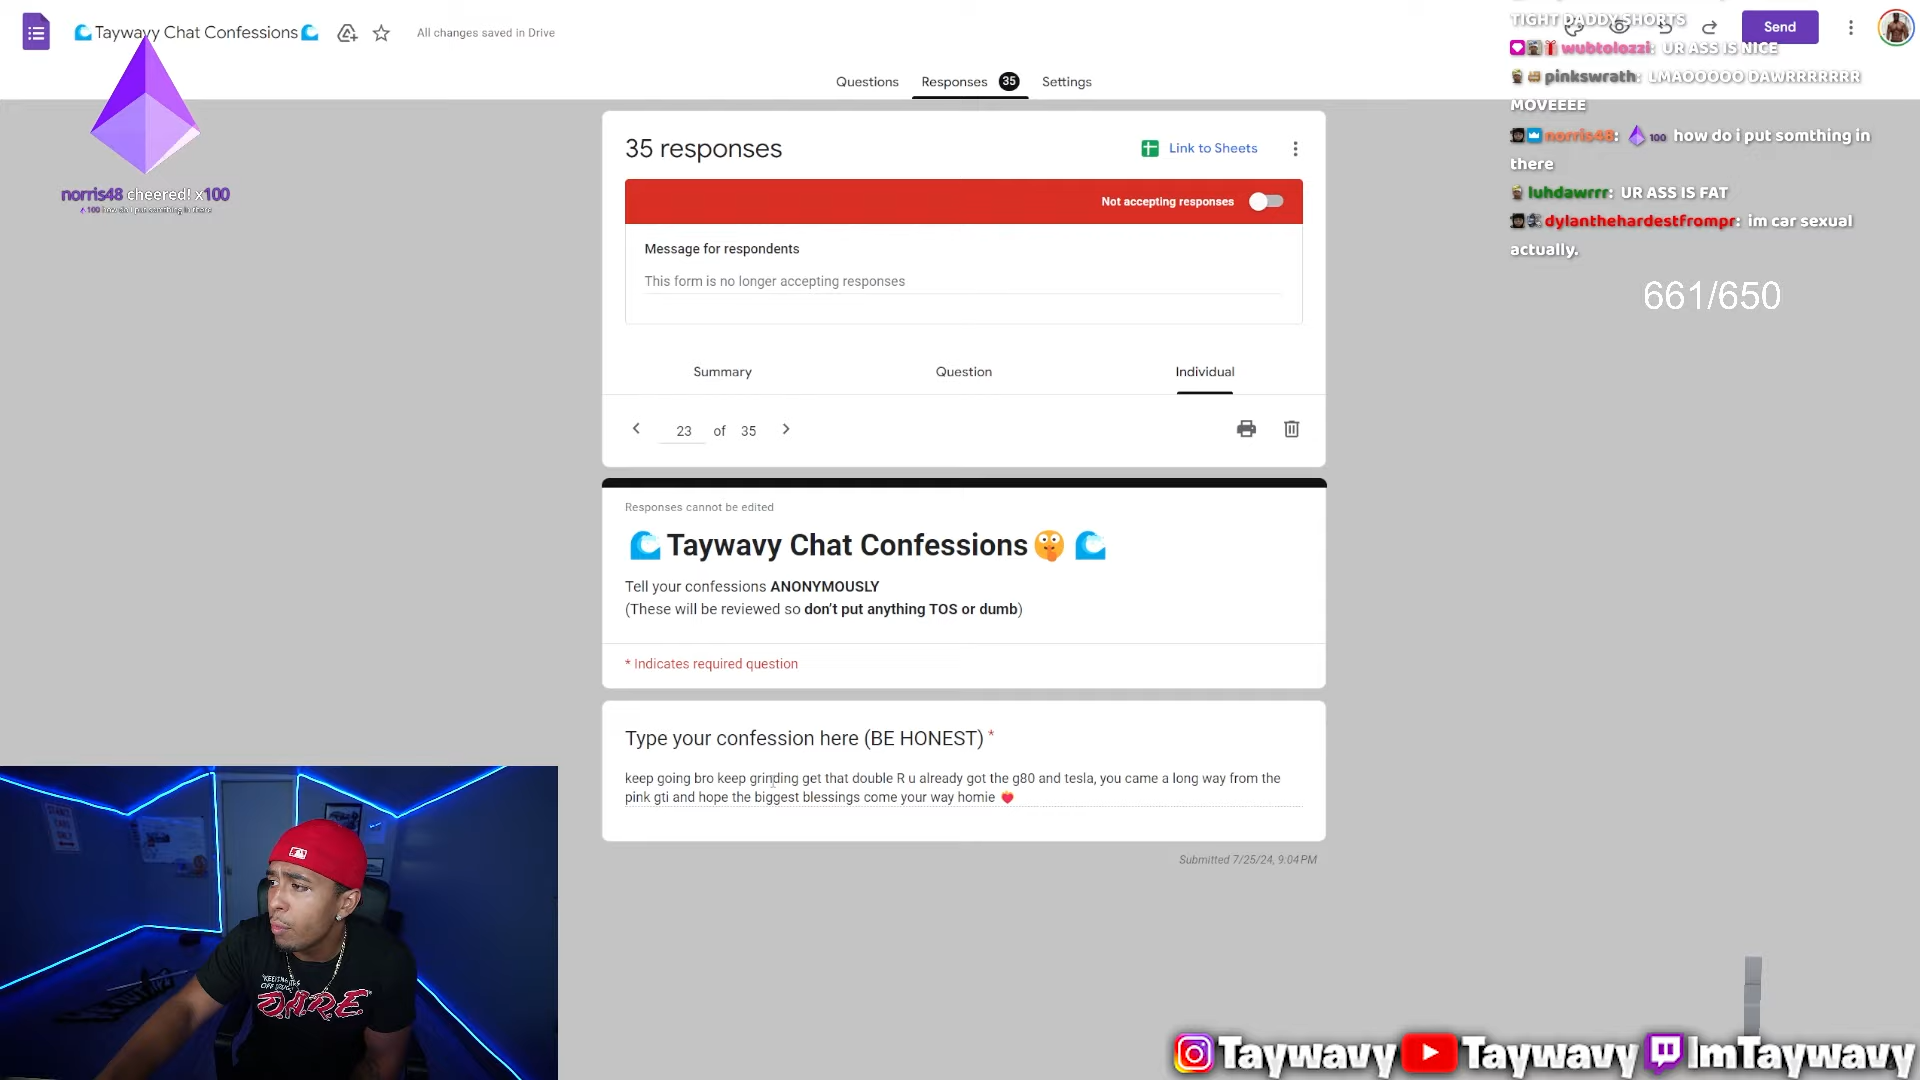 Taywavy Chat Confessions
All changes saved in Drive
Send
Questions
Responses 35
Settings
TIGHT DADDY SHORTS
wubtolozzi: UR ASS IS NICE
pinkswrath: LMAOOOOO DAWRRRRRRR
MOVEEEE
norris48: 100 how do i put somthing in
there
luhdawrrr: UR ASS IS FAT
dylanthehardestfrompr: im car sexual
actually.
661/650
norris48 cheered! x100
100 how do i put somthing in there
35 responses
Link to Sheets
Not accepting responses
Message for respondents
This form is no longer accepting responses
Summary
Question
Individual
23 of 35
Responses cannot be edited
Taywavy Chat Confessions
Tell your confessions ANONYMOUSLY
(These will be reviewed so don't put anything TOS or dumb)
* Indicates required question
Type your confession here (BE HONEST) *
keep going bro keep grinding get that double R u already got the g80 and tesla, you came a long way from the
pink gti and hope the biggest blessings come your way homie
Submitted 7/25/24, 9:04 PM
D.A.R.E
Taywavy Taywavy ImTaywavy